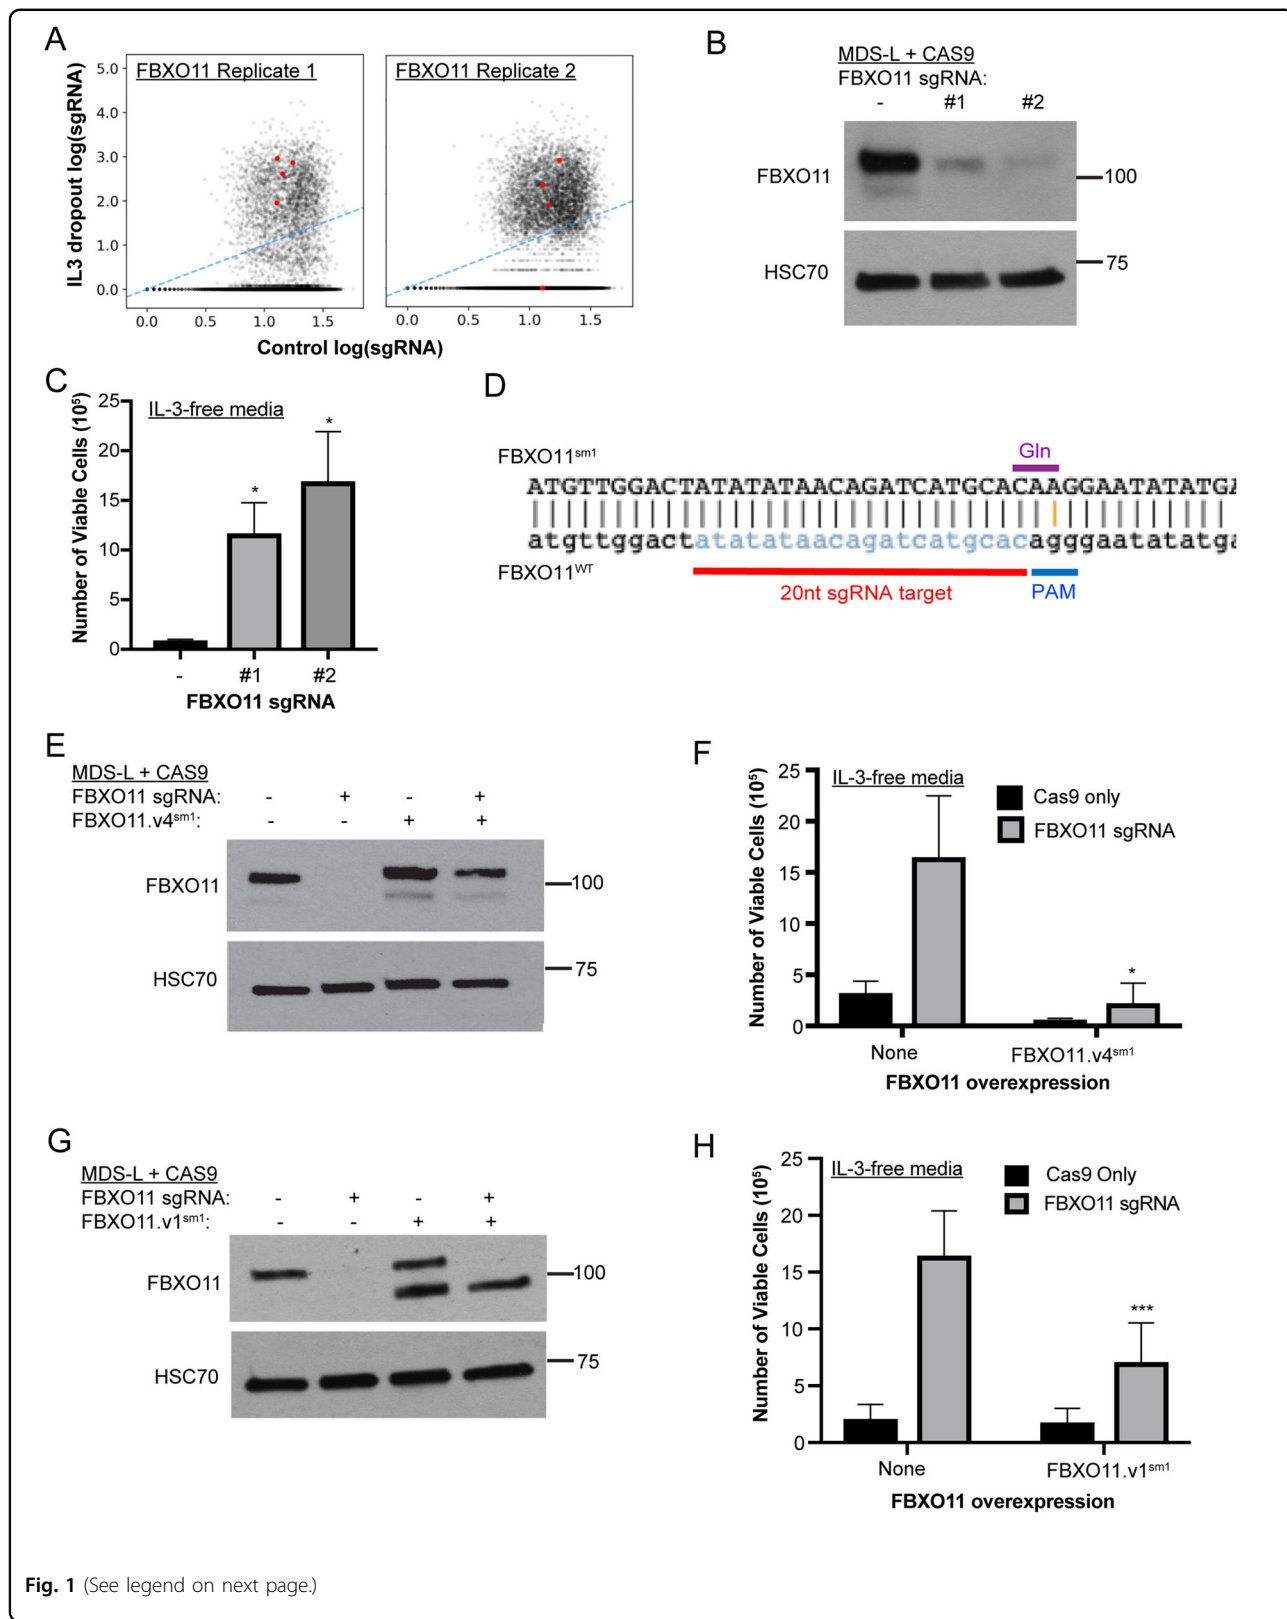 A
FBXO11 Replicate 1
FBXO11 Replicate 2
IL3 dropout log(sgRNA)
5.0
4.0
3.0
2.0
1.0
0.0
0.0 0.5 1.0 1.5
0.0 0.5 1.0 1.5
Control log(sgRNA)
B
MDS-L + CAS9
FBXO11 sgRNA:
- #1 #2
FBXO11
100
HSC70
75
C
IL-3-free media
Number of Viable Cells (10⁵)
25
20
15
10
5
0
* *
- #1 #2
FBXO11 sgRNA
D
Gln
FBXO11ˢᵐ¹
ATGTTGGACTATATATAACAGATCATGCACAAGGAATATATGA
atgttggactatatataacagatcatgcacagggaatatatga
FBXO11ᵂᵀ
20nt sgRNA target
PAM
E
MDS-L + CAS9
FBXO11 sgRNA: - + - +
FBXO11.v4ˢᵐ¹: - - + +
FBXO11
100
HSC70
75
F
IL-3-free media
Cas9 only
FBXO11 sgRNA
Number of Viable Cells (10⁵)
25
20
15
10
5
0
*
None FBXO11.v4ˢᵐ¹
FBXO11 overexpression
G
MDS-L + CAS9
FBXO11 sgRNA: - + - +
FBXO11.v1ˢᵐ¹: - - + +
FBXO11
100
HSC70
75
H
IL-3-free media
Cas9 Only
FBXO11 sgRNA
Number of Viable Cells (10⁵)
25
20
15
10
5
0
***
None FBXO11.v1ˢᵐ¹
FBXO11 overexpression
Fig. 1 (See legend on next page.)